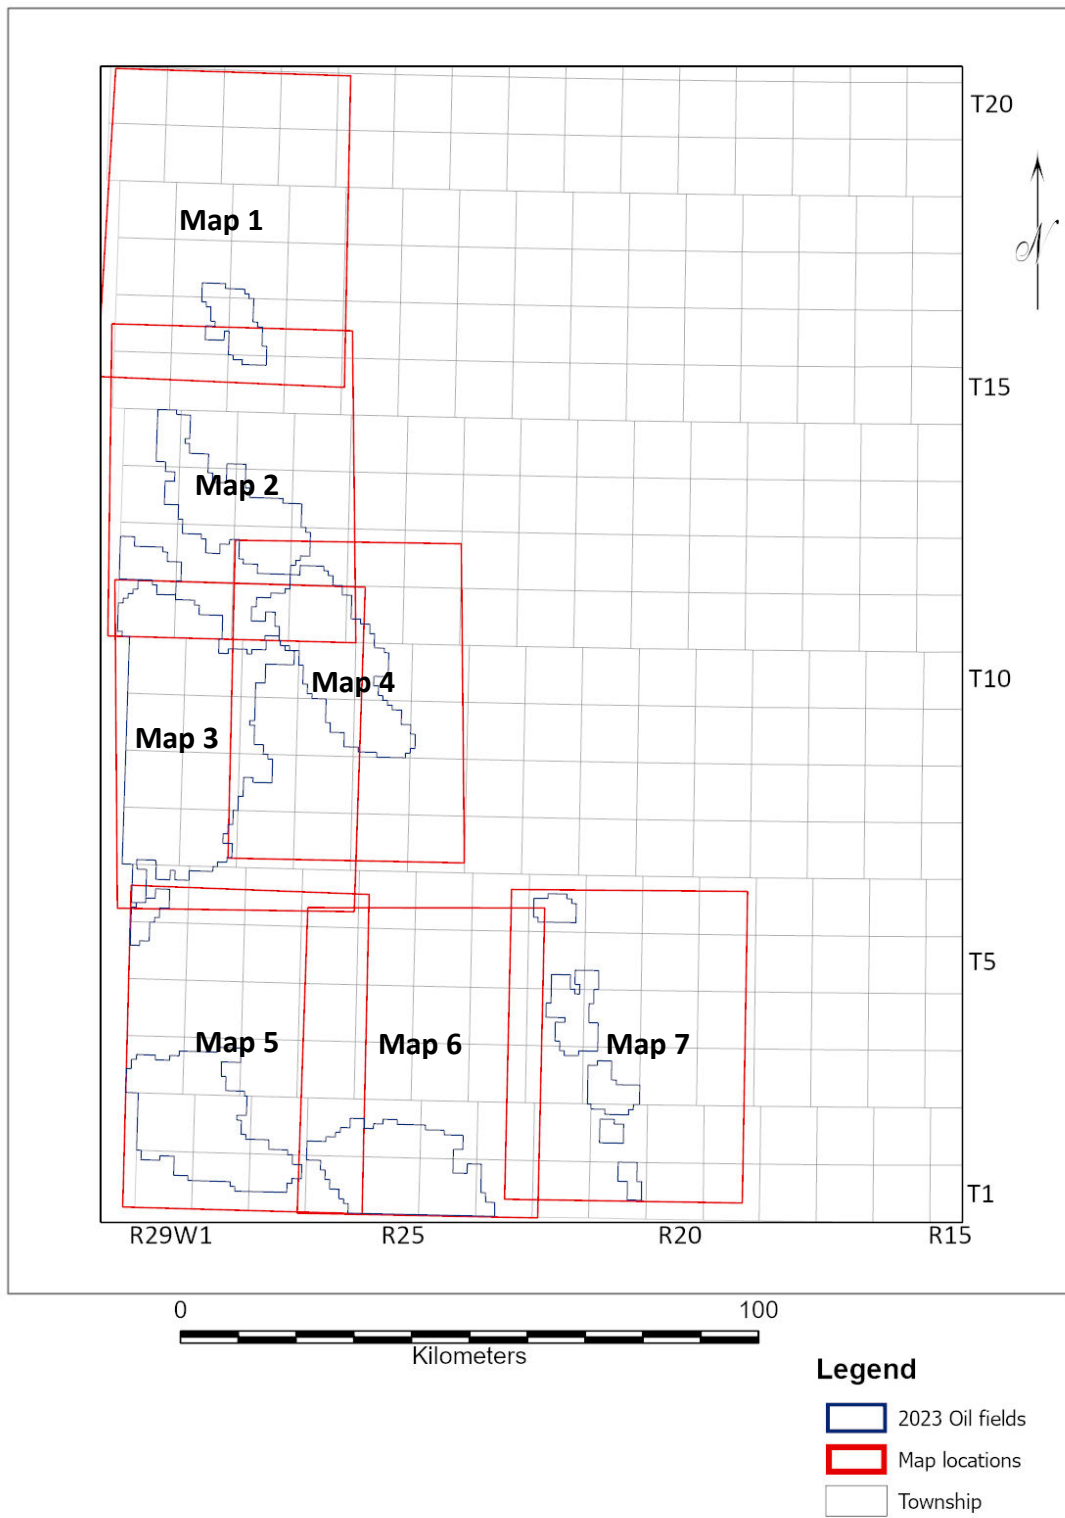 T20
Map 1
N
T15
Map 2
T10
Map 4
Map 3
T5
Map 5
Map 6
Map 7
T1
R29W1
R25
R20
R15
0
100
Kilometers
Legend
2023 Oil fields
Map locations
Township